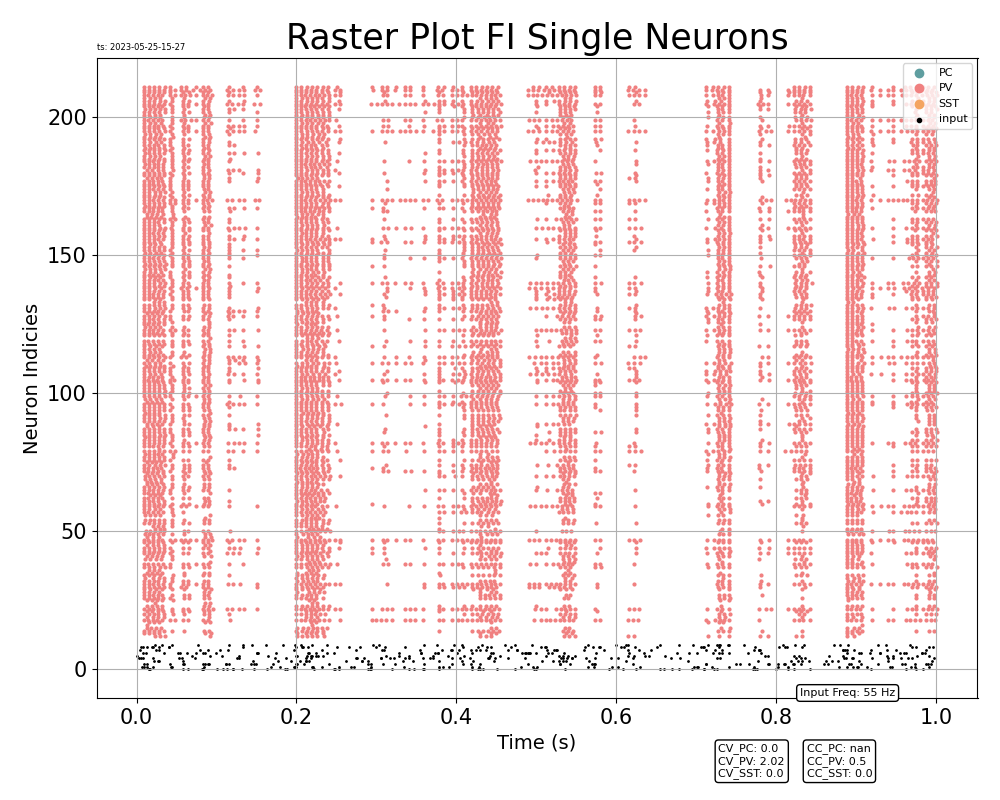 Raster Plot FI Single Neurons
ts: 2023-05-25-15-27
PC
PV
SST
input
200
150
100
50
0
Neuron Indicies
0.0 0.2 0.4 0.6 0.8 1.0
Time (s)
Input Freq: 55 Hz
CV_PC: 0.0
CV_PV: 2.02
CV_SST: 0.0
CC_PC: nan
CC_PV: 0.5
CC_SST: 0.0